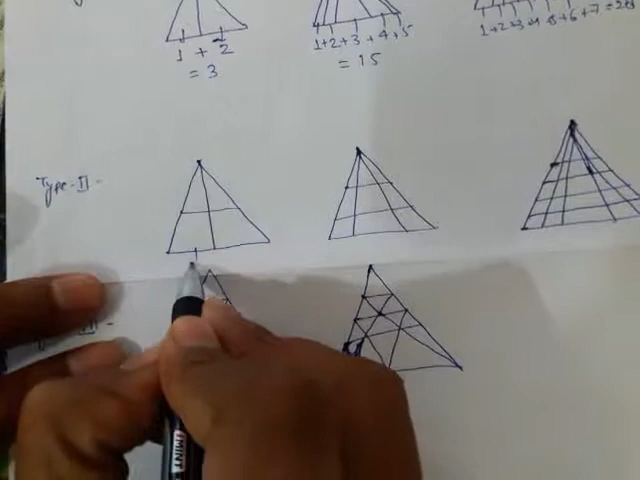 1 + 2
= 3
1+2+3+4+5
= 15
1+2+3+4+5+6+7=28
Type-II-